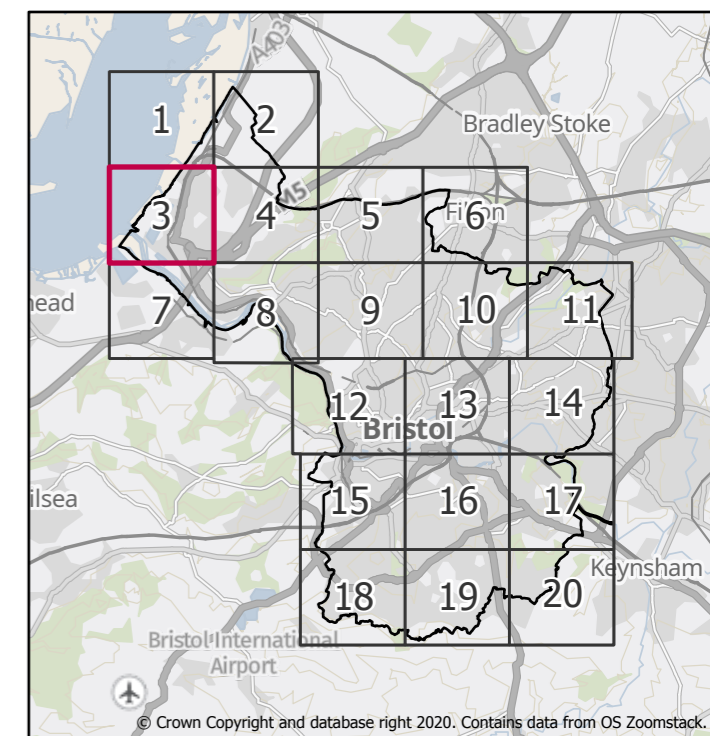 A403
1
2
Bradley Stoke
3
4
M5
5
Filton
6
head
7
8
9
10
11
12
13
14
Bristol
ilsea
15
16
17
Keynsham
18
19
20
Bristol International
Airport
© Crown Copyright and database right 2020. Contains data from OS Zoomstack.